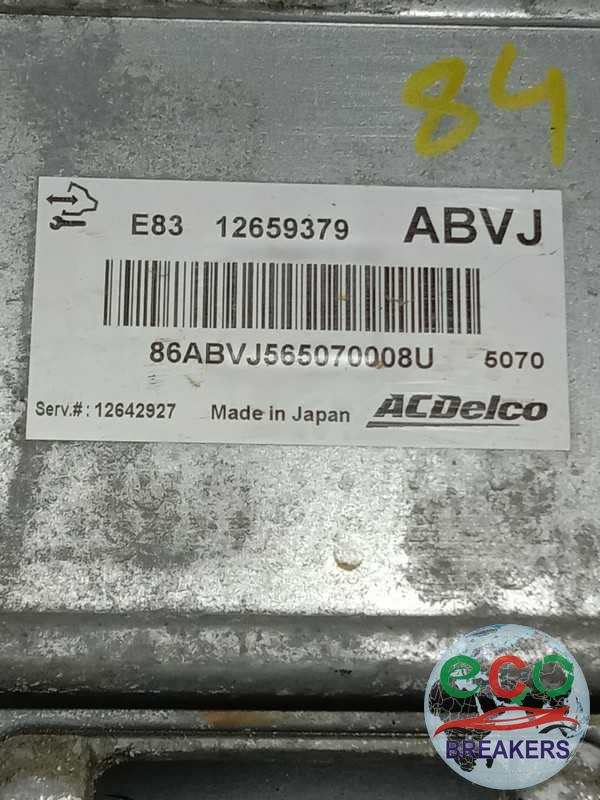 84
E83 12659379 ABVJ
86ABVJ565070008U 5070
Serv.#: 12642927 Made in Japan ACDelco
eco
BREAKERS